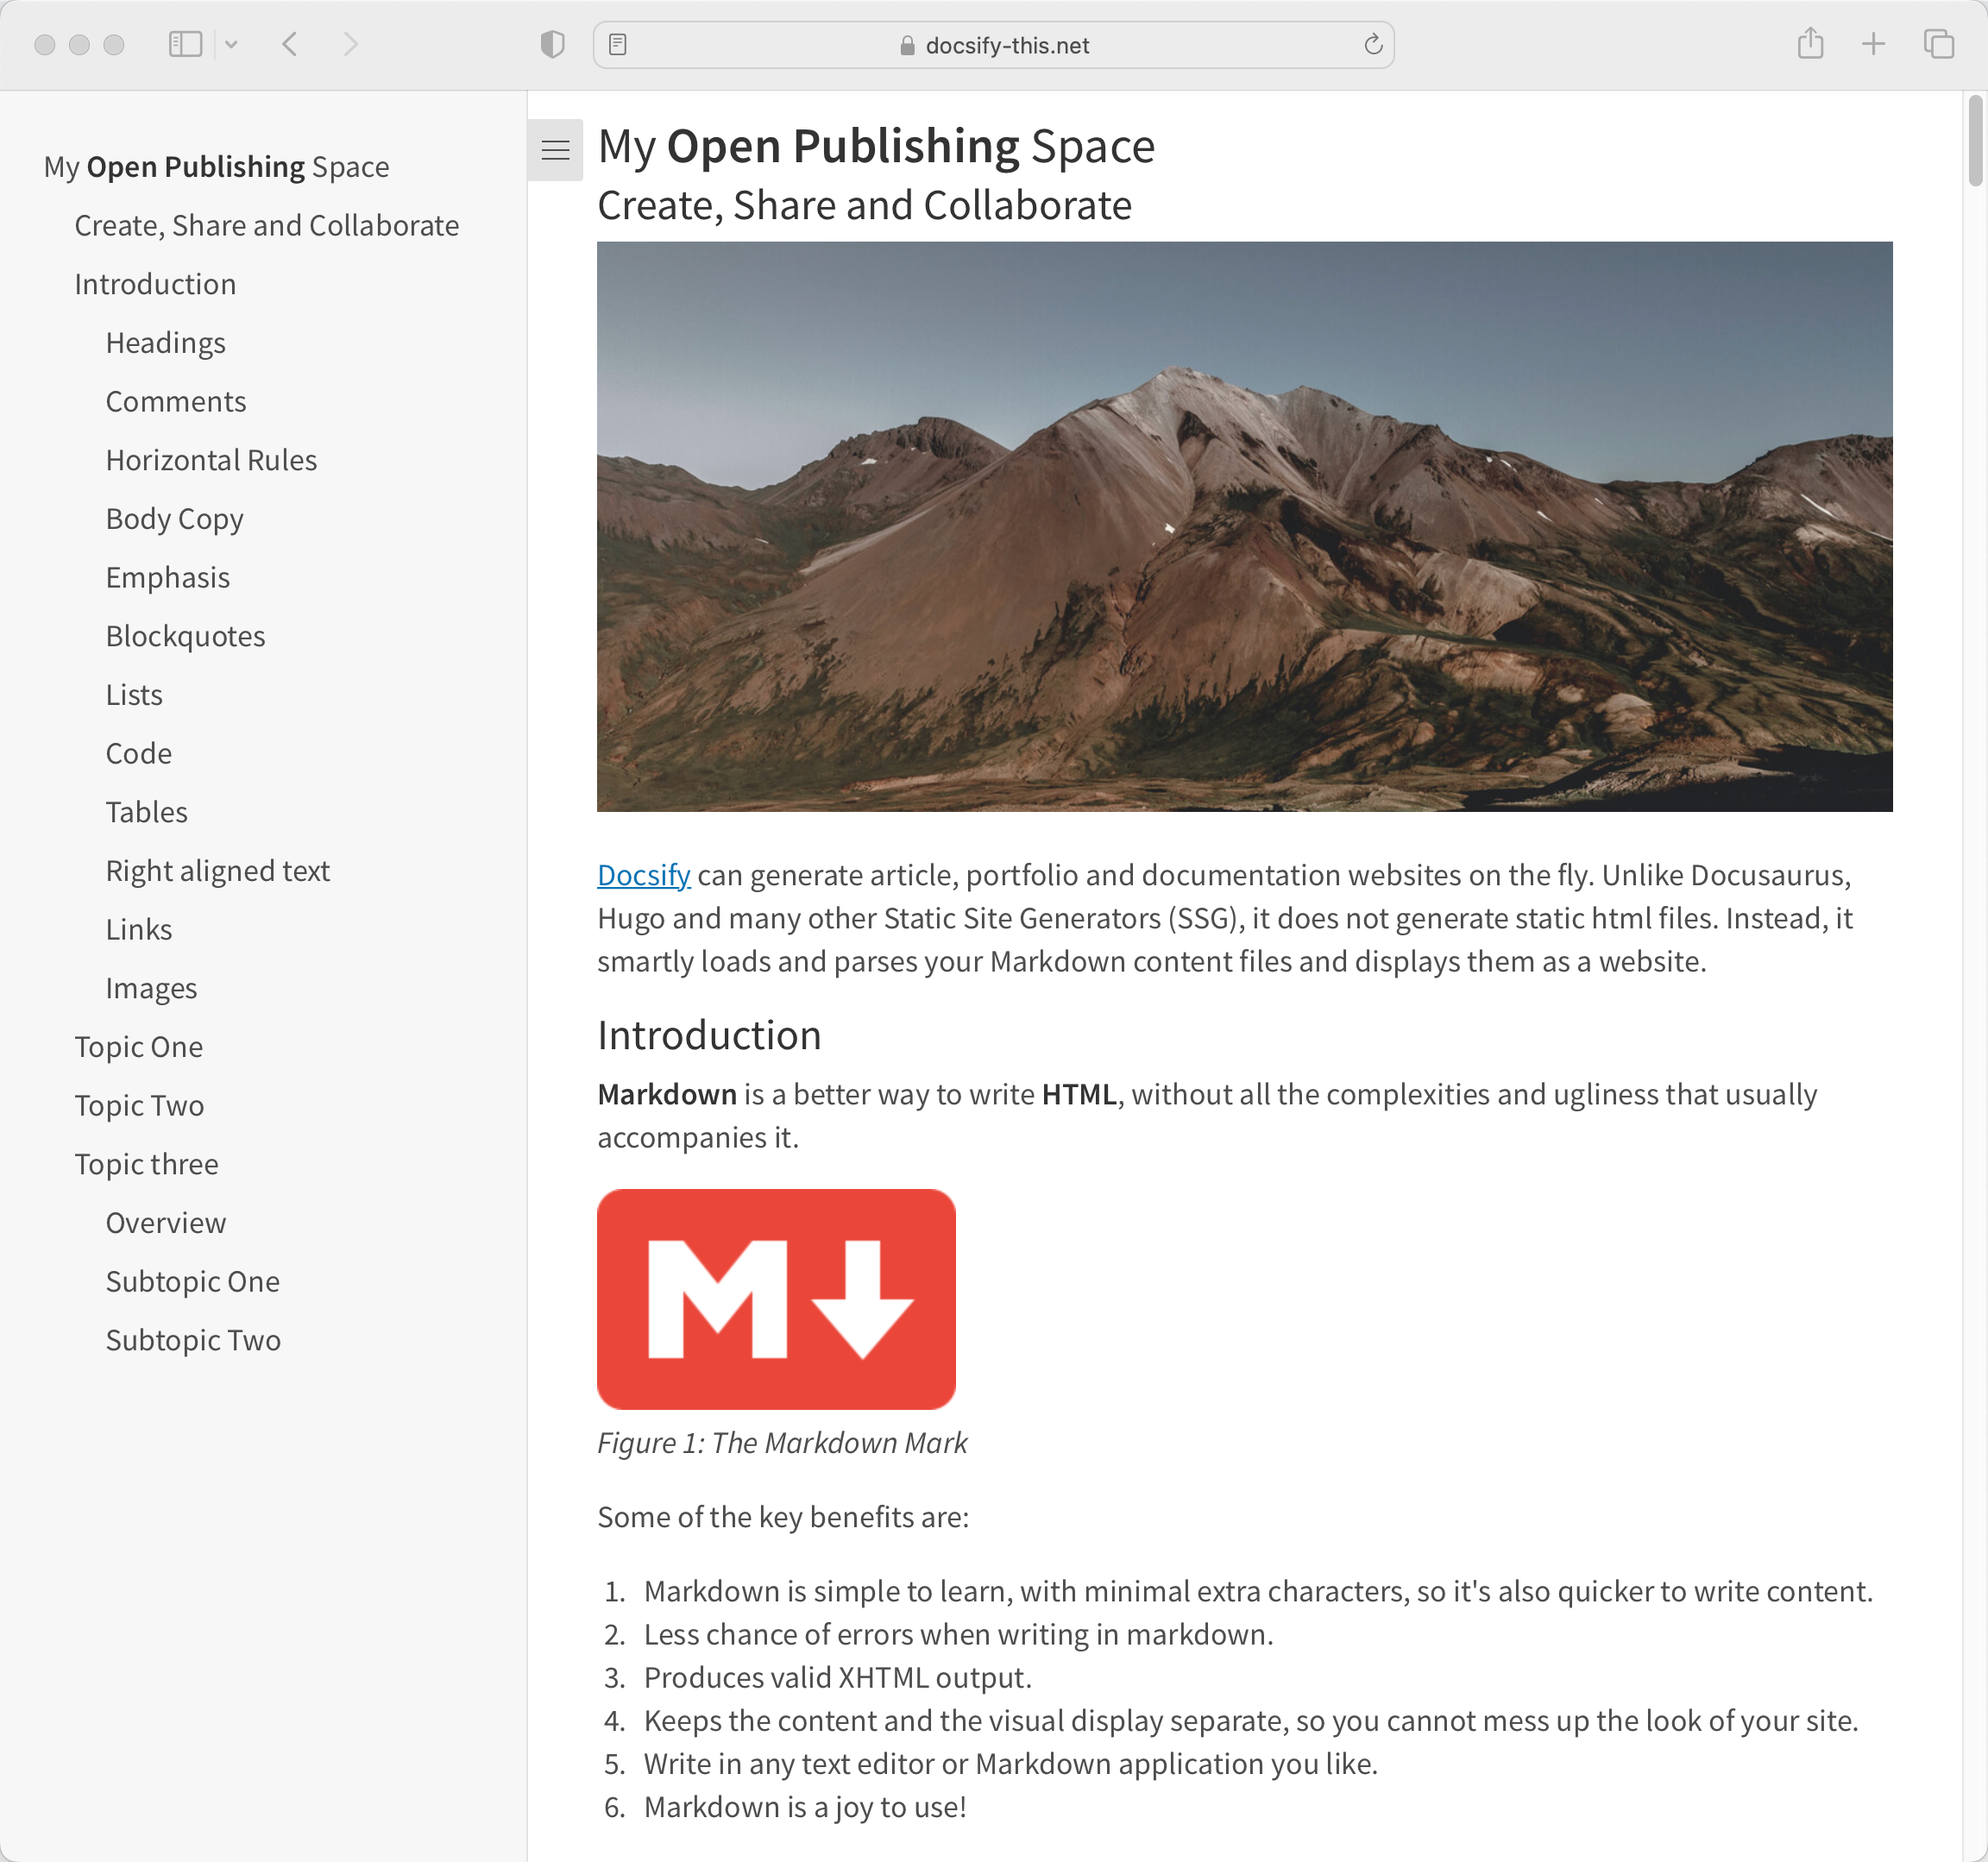 docsify-this.net
My Open Publishing Space
Create, Share and Collaborate
Introduction
Headings
Comments
Horizontal Rules
Body Copy
Emphasis
Blockquotes
Lists
Code
Tables
Right aligned text
Links
Images
Topic One
Topic Two
Topic three
Overview
Subtopic One
Subtopic Two
My Open Publishing Space
Create, Share and Collaborate
Docsify can generate article, portfolio and documentation websites on the fly. Unlike Docusaurus,
Hugo and many other Static Site Generators (SSG), it does not generate static html files. Instead, it
smartly loads and parses your Markdown content files and displays them as a website.
Introduction
Markdown is a better way to write HTML, without all the complexities and ugliness that usually
accompanies it.
M
Figure 1: The Markdown Mark
Some of the key benefits are:
1. Markdown is simple to learn, with minimal extra characters, so it's also quicker to write content.
2. Less chance of errors when writing in markdown.
3. Produces valid XHTML output.
4. Keeps the content and the visual display separate, so you cannot mess up the look of your site.
5. Write in any text editor or Markdown application you like.
6. Markdown is a joy to use!